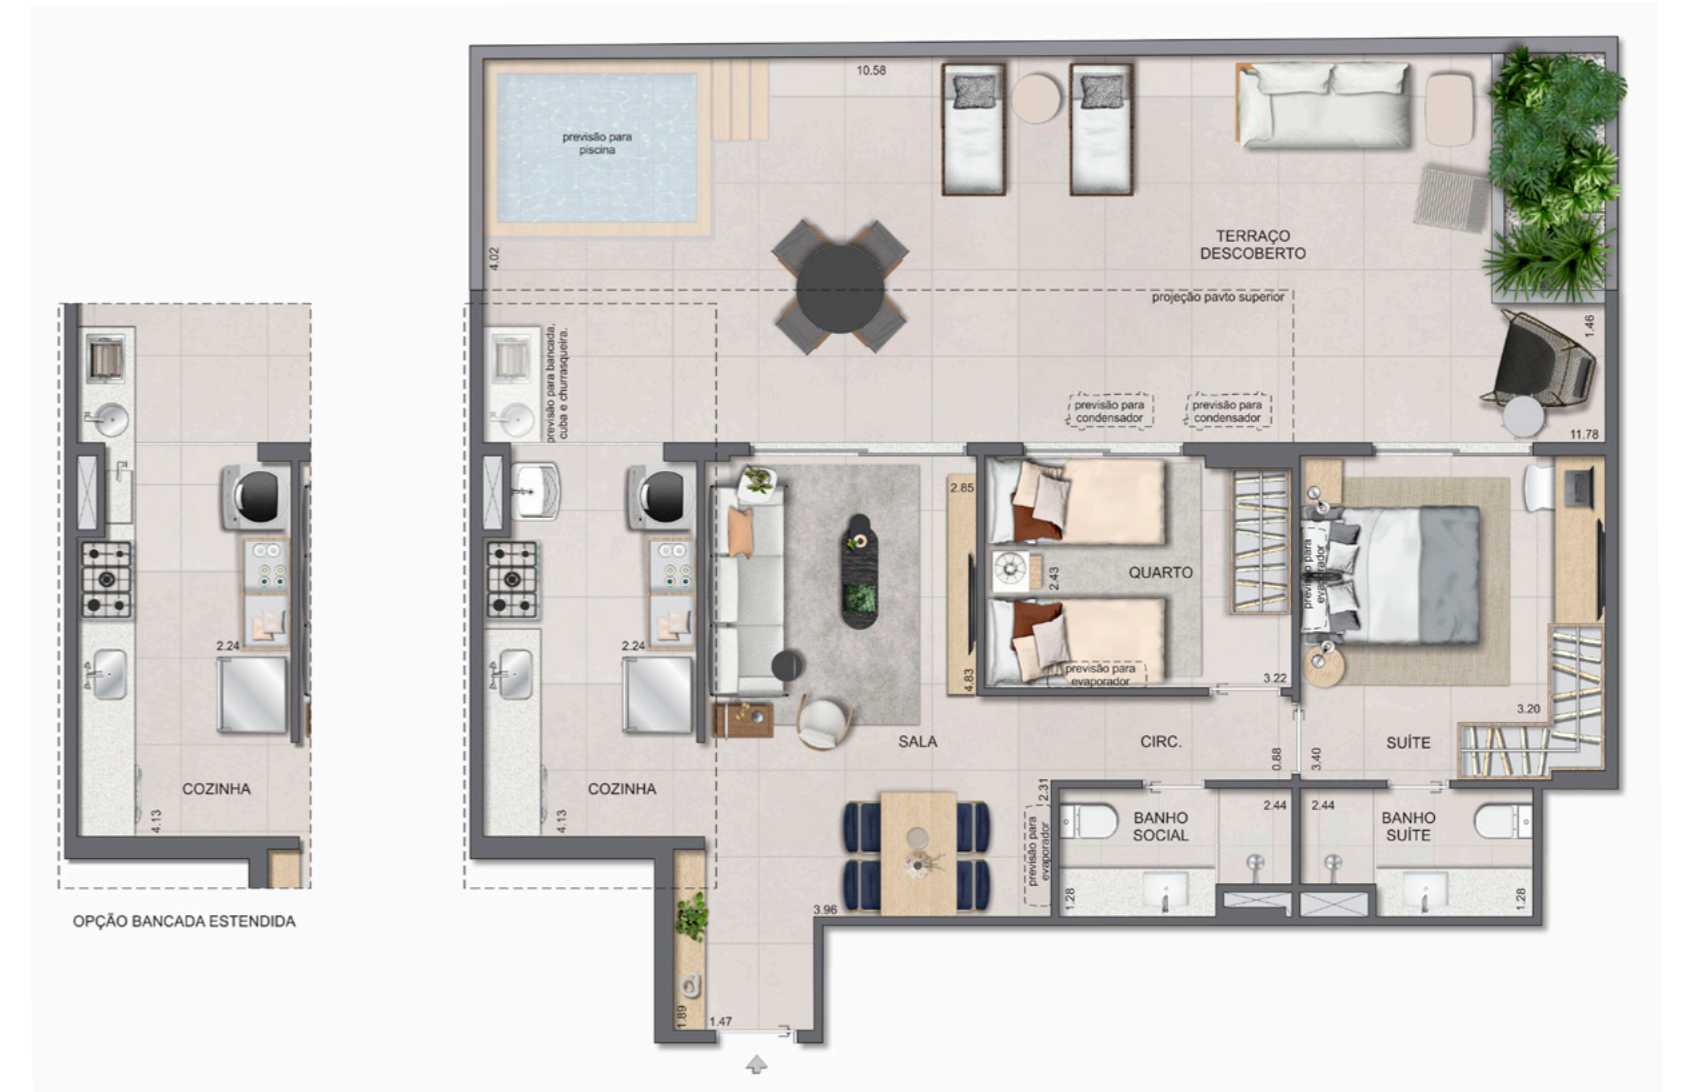 10.58
previsão para
piscina
4.02
TERRAÇO
DESCOBERTO
projeção pavto superior
1.46
previsão para bancada,
cuba e churrasqueira.
previsão para
condensador
previsão para
condensador
11.78
2.85
2.43
QUARTO
previsão para
evaporador
2.24
2.24
4.83
previsão para
evaporador
3.22
3.20
SALA
CIRC.
0.88
3.40
SUÍTE
COZINHA
4.13
COZINHA
4.13
2.31
previsão para
evaporador
BANHO
SOCIAL
2.44
2.44
BANHO
SUÍTE
1.28
1.28
3.96
OPÇÃO BANCADA ESTENDIDA
1.89
1.47